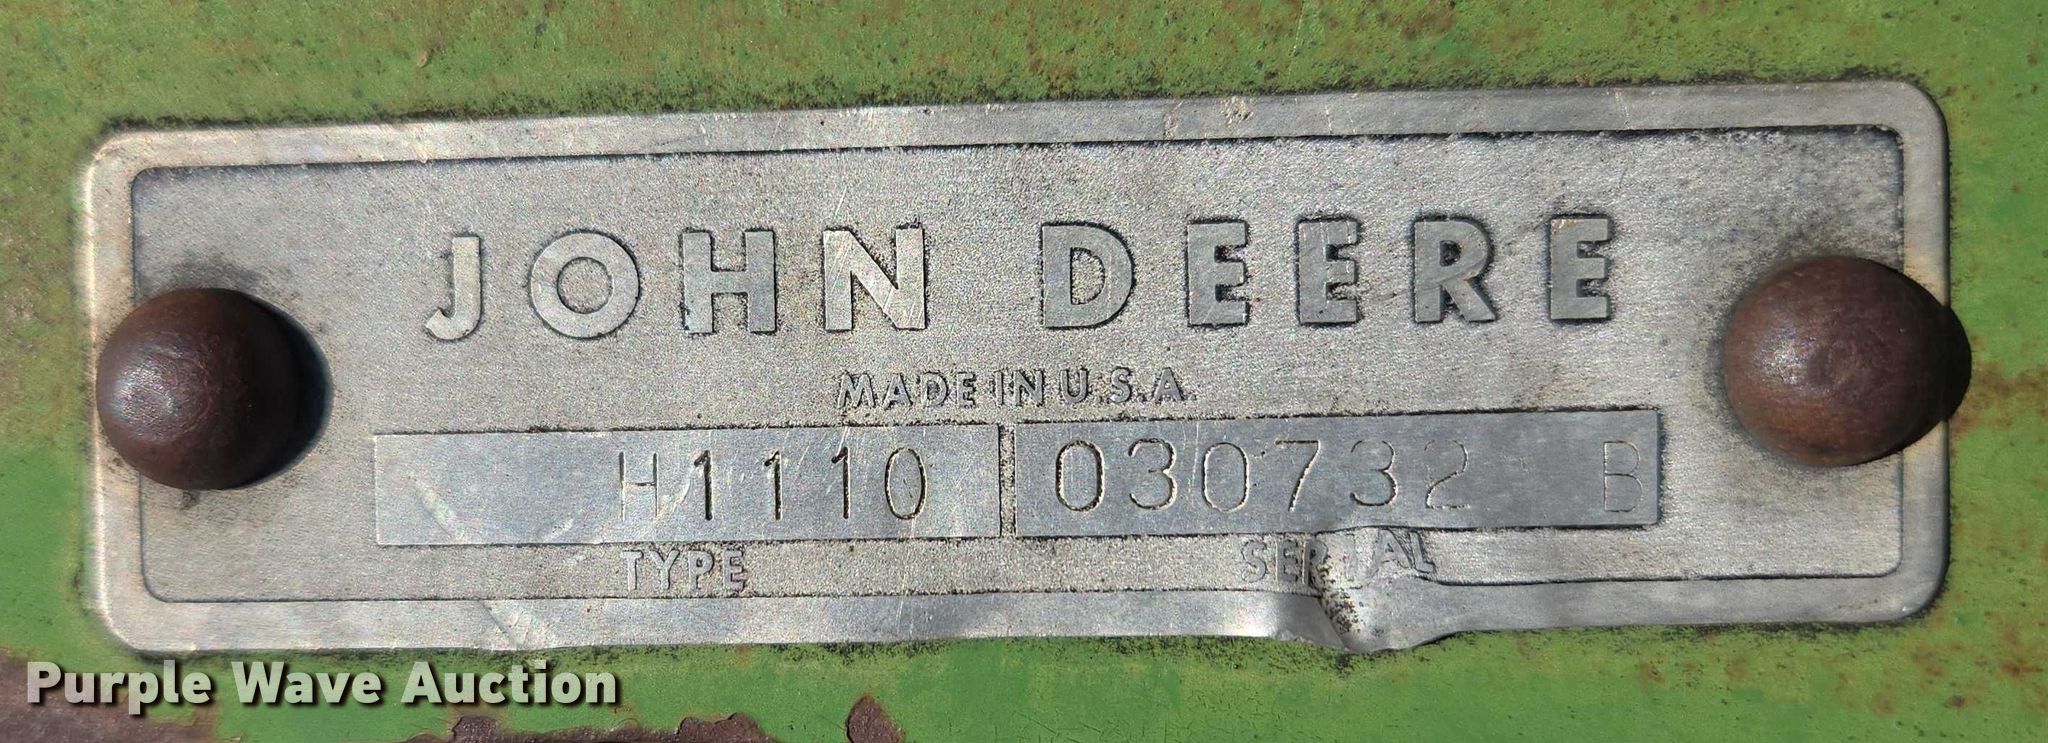 JOHN DEERE
MADE IN U.S.A.
H1110 030732 B
TYPE SERIAL
Purple Wave Auction